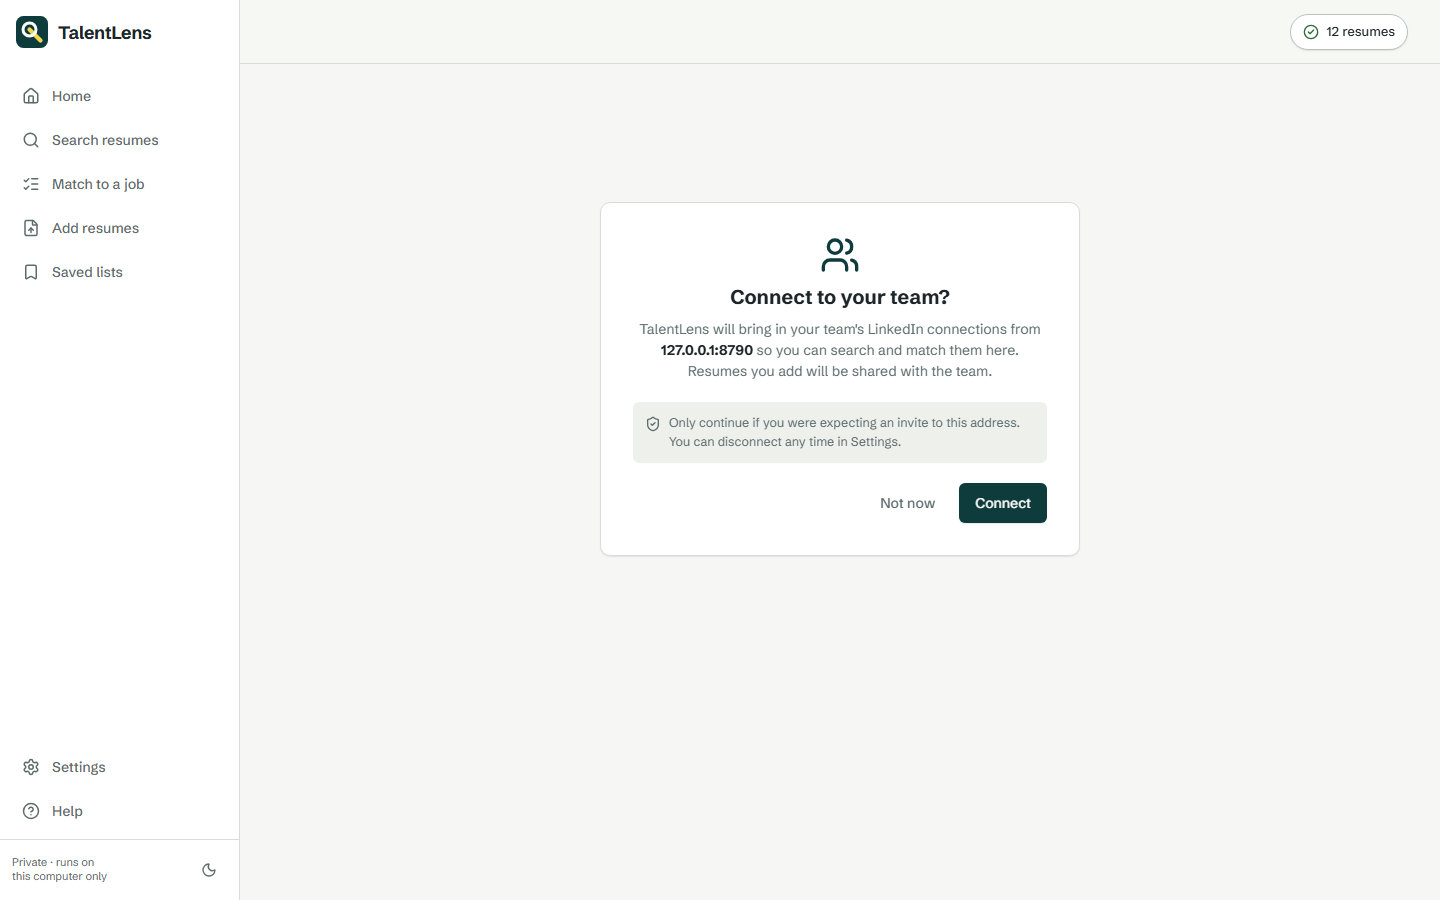 TalentLens
12 resumes
Home
Search resumes
Match to a job
Add resumes
Saved lists
Connect to your team?
TalentLens will bring in your team's LinkedIn connections from
127.0.0.1:8790 so you can search and match them here.
Resumes you add will be shared with the team.
Only continue if you were expecting an invite to this address.
You can disconnect any time in Settings.
Not now
Connect
Settings
Help
Private · runs on
this computer only